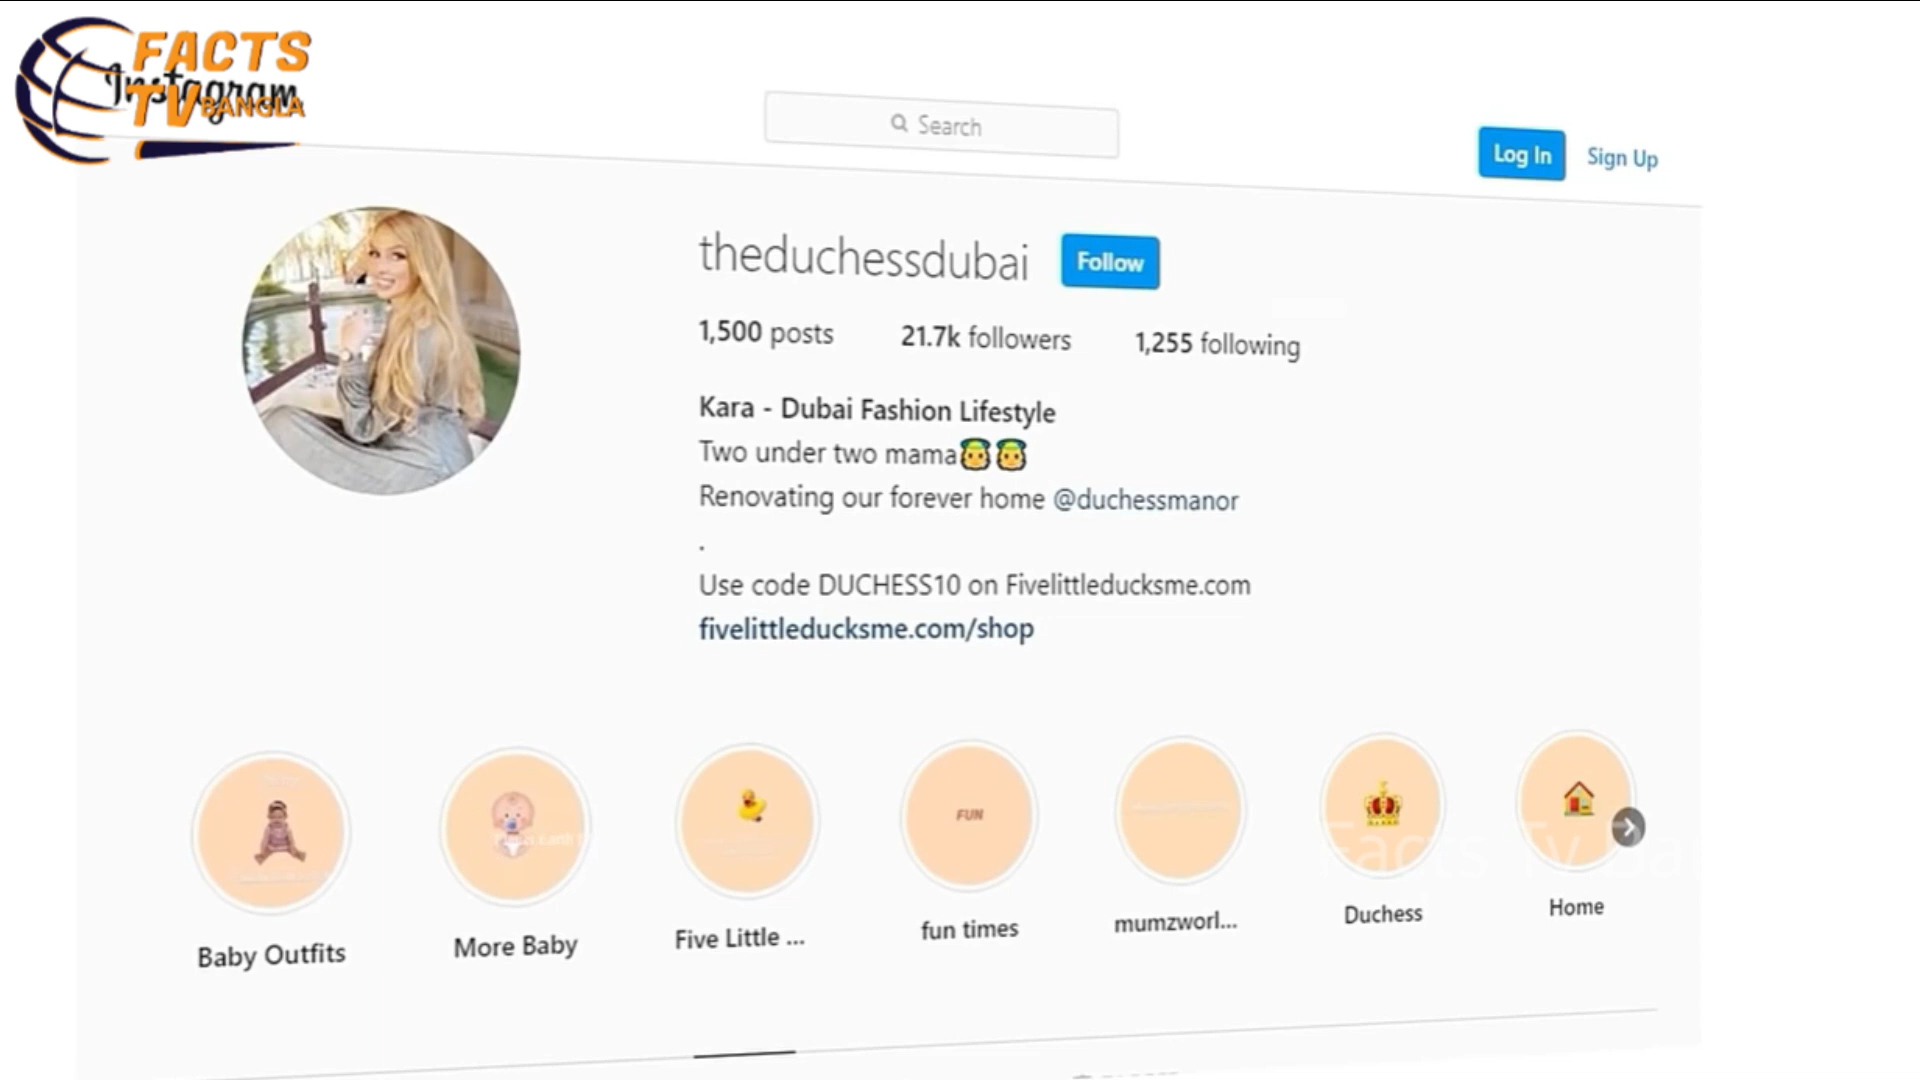 FACTS
TV BANGLA
Instagram
Search
Log In
Sign Up
theduchessdubai
Follow
1,500 posts
21.7k followers
1,255 following
Kara - Dubai Fashion Lifestyle
Two under two mama
Renovating our forever home @duchessmanor
.
Use code DUCHESS10 on Fivelittleducksme.com
fivelittleducksme.com/shop
FUN
Facts Tv
Baby Outfits
More Baby
Five Little ...
fun times
mumzworl...
Duchess
Home